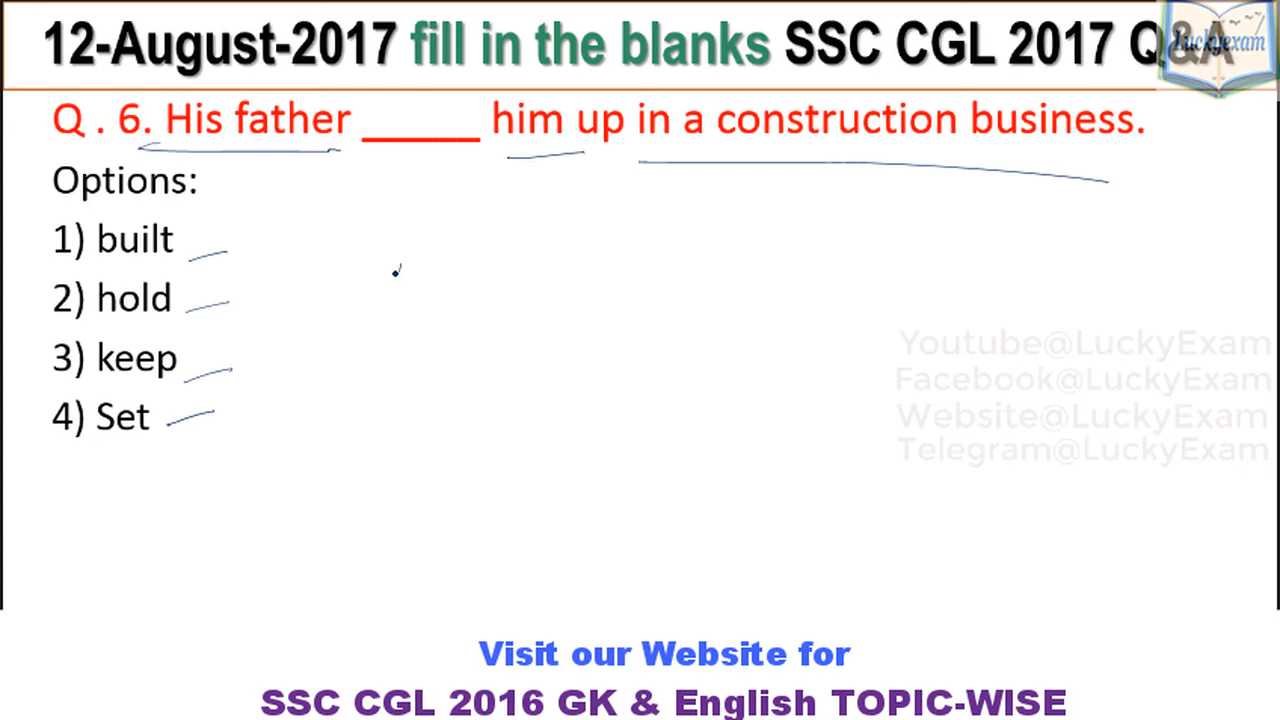 12-August-2017 fill in the blanks SSC CGL 2017 Q&A
Luckyexam
Q . 6. His father _____ him up in a construction business.
Options:
1) built
2) hold
3) keep
4) Set
Youtube@LuckyExam
Facebook@LuckyExam
Website@LuckyExam
Telegram@LuckyExam
Visit our Website for
SSC CGL 2016 GK & English TOPIC-WISE